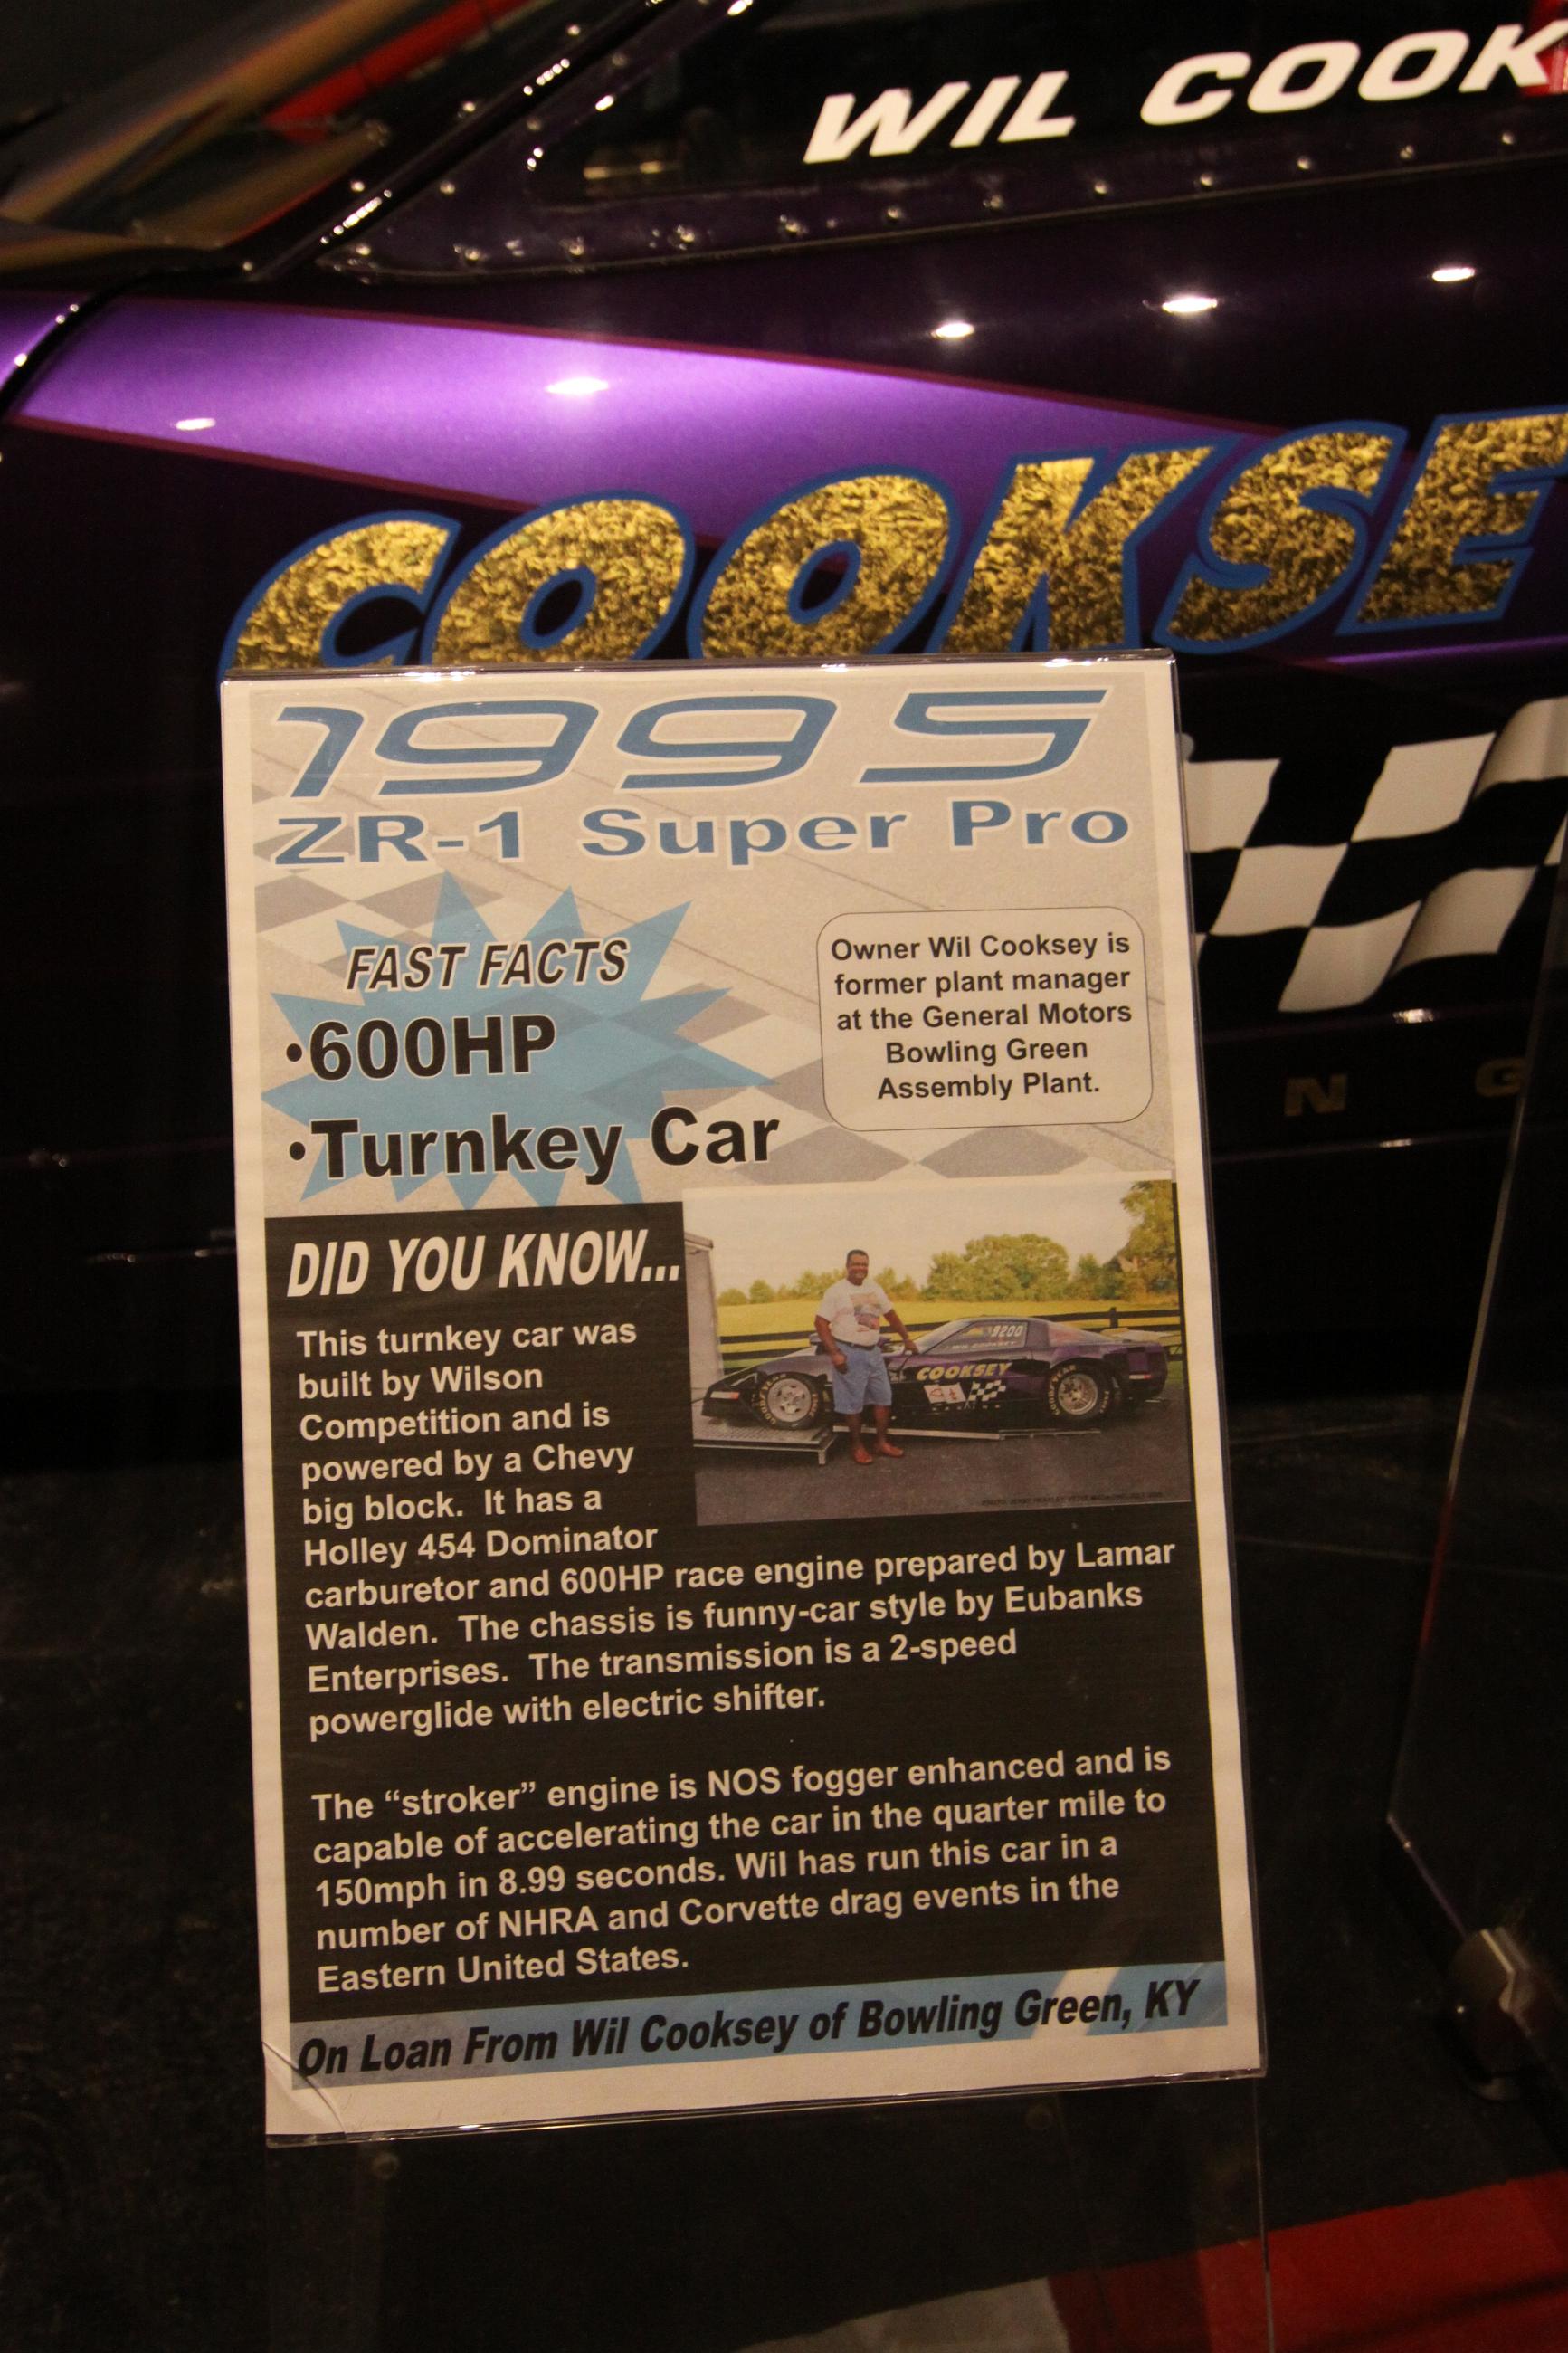 WIL COOK
COOKSE
1995
ZR-1 Super Pro
FAST FACTS
•600HP
•Turnkey Car
Owner Wil Cooksey is
former plant manager
at the General Motors
Bowling Green
Assembly Plant.
N G
DID YOU KNOW...
9200
COOKSEY
This turnkey car was
built by Wilson
Competition and is
powered by a Chevy
big block. It has a
Holley 454 Dominator
carburetor and 600HP race engine prepared by Lamar
Walden. The chassis is funny-car style by Eubanks
Enterprises. The transmission is a 2-speed
powerglide with electric shifter.
The “stroker” engine is NOS fogger enhanced and is
capable of accelerating the car in the quarter mile to
150mph in 8.99 seconds. Wil has run this car in a
number of NHRA and Corvette drag events in the
Eastern United States.
On Loan From Wil Cooksey of Bowling Green, KY